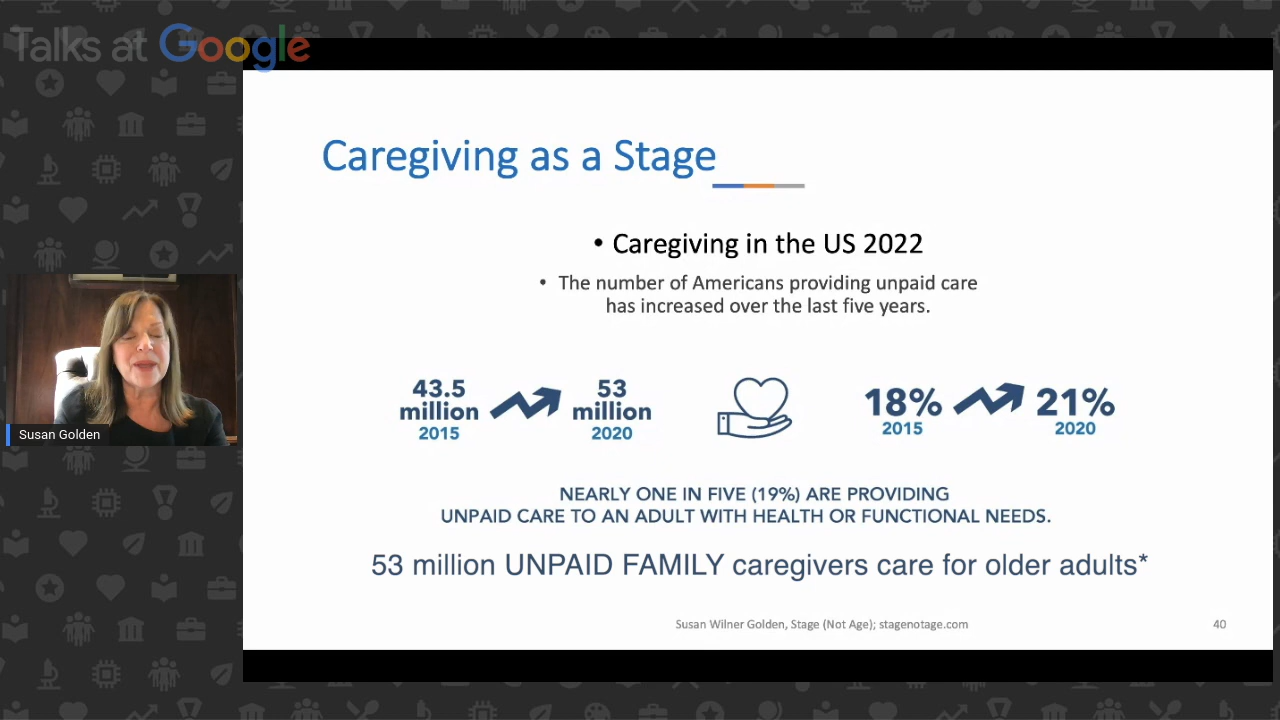 Talks at Google
Caregiving as a Stage
• Caregiving in the US 2022
• The number of Americans providing unpaid care
has increased over the last five years.
43.5 million 2015
53 million 2020
18% 2015
21% 2020
NEARLY ONE IN FIVE (19%) ARE PROVIDING
UNPAID CARE TO AN ADULT WITH HEALTH OR FUNCTIONAL NEEDS.
53 million UNPAID FAMILY caregivers care for older adults*
Susan Golden
Susan Wilner Golden, Stage (Not Age); stagenotage.com
40